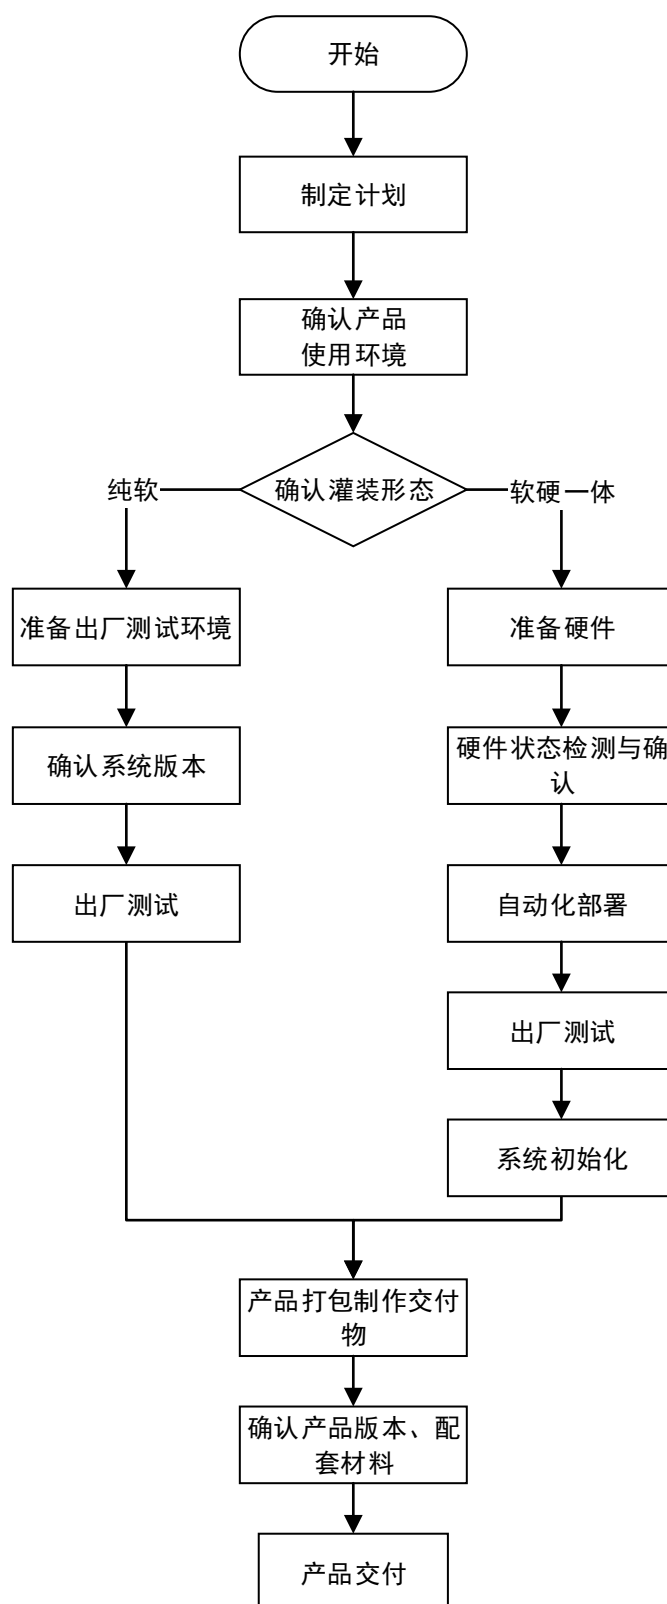 开始
制定计划
确认产品
使用环境
确认灌装形态
纯软
软硬一体
准备出厂测试环境
准备硬件
确认系统版本
硬件状态检测与确
认
出厂测试
自动化部署
出厂测试
系统初始化
产品打包制作交付
物
确认产品版本、配
套材料
产品交付